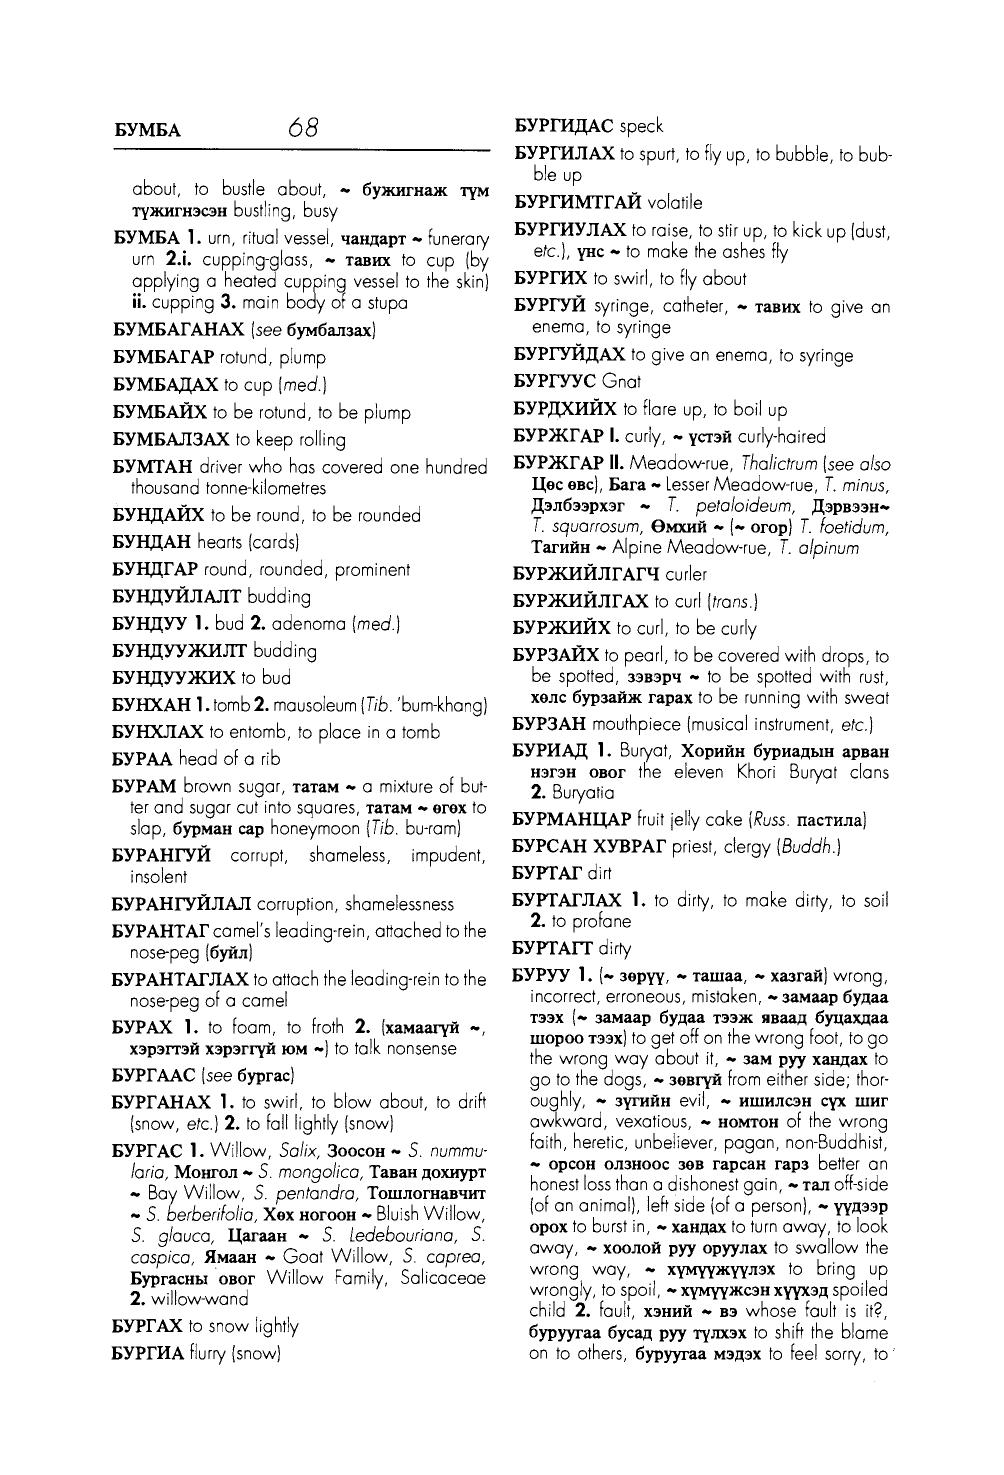 БУМБА 68
about, to bustle about, ~ бужигнаж түм
түжигнэсэн bustling, busy
БУМБА 1. urn, ritual vessel, чандарт ~ funerary
urn 2.i. cupping-glass, ~ тавих to cup (by
applying a heated cupping vessel to the skin)
ii. cupping 3. main body of a stupa
БУМБАГАНАХ (see бумбалзах)
БУМБАГАР rotund, plump
БУМБАДАХ to cup (med.)
БУМБАЙХ to be rotund, to be plump
БУМБАЛЗАХ to keep rolling
БУМТАН driver who has covered one hundred
thousand tonne-kilometres
БУНДАЙХ to be round, to be rounded
БУНДАН hearts (cards)
БУНДГАР round, rounded, prominent
БУНДУЙЛАЛТ budding
БУНДУУ 1. bud 2. adenoma (med.)
БУНДУУЖИЛТ budding
БУНДУУЖИХ to bud
БУНХАН 1. tomb 2. mausoleum (Tib. 'bum-khang)
БУНХЛАХ to entomb, to place in a tomb
БУРАА head of a rib
БУРАМ brown sugar, татам ~ a mixture of but-
ter and sugar cut into squares, татам ~ өгөх to
slap, бурман сар honeymoon (Tib. bu-ram)
БУРАНГУЙ corrupt, shameless, impudent,
insolent
БУРАНГУЙЛАЛ corruption, shamelessness
БУРАНТАГ camel's leading-rein, attached to the
nose-peg (буйл)
БУРАНТАГЛАХ to attach the leading-rein to the
nose-peg of a camel
БУРАХ 1. to foam, to froth 2. (хамаагүй ~,
хэрэгтэй хэрэггүй юм ~) to talk nonsense
БУРГААС (see бургас)
БУРГАНАХ 1. to swirl, to blow about, to drift
(snow, etc.) 2. to fall lightly (snow)
БУРГАС 1. Willow, Salix, Зоосон ~ S. nummu-
laria, Монгол ~ S. mongolica, Таван дохиурт
~ Bay Willow, S. pentandra, Тошлогнавчит
~ S. berberifolia, Хөх ногоон ~ Bluish Willow,
S. glauca, Цагаан ~ S. Ledebouriana, S.
caspica, Ямаан ~ Goat Willow, S. caprea,
Бургасны овог Willow Family, Salicaceae
2. willow-wand
БУРГАХ to snow lightly
БУРГИА flurry (snow)
БУРГИДАС speck
БУРГИЛАХ to spurt, to fly up, to bubble, to bub-
ble up
БУРГИМТГАЙ volatile
БУРГИУЛАХ to raise, to stir up, to kick up (dust,
etc.), үнс ~ to make the ashes fly
БУРГИХ to swirl, to fly about
БУРГУЙ syringe, catheter, ~ тавих to give an
enema, to syringe
БУРГУЙДАХ to give an enema, to syringe
БУРГУУС Gnat
БУРДХИЙХ to flare up, to boil up
БУРЖГАР I. curly, ~ үстэй curly-haired
БУРЖГАР II. Meadow-rue, Thalictrum (see also
Цөс өвс), Бага ~ Lesser Meadow-rue, T. minus,
Дэлбээрхэг ~ T. petaloideum, Дэрвээн~
T. squarrosum, Өмхий ~ (~ огор) T. foetidum,
Тагийн ~ Alpine Meadow-rue, T. alpinum
БУРЖИЙЛГАГЧ curler
БУРЖИЙЛГАХ to curl (trans.)
БУРЖИЙХ to curl, to be curly
БУРЗАЙХ to pearl, to be covered with drops, to
be spotted, зэвэрч ~ to be spotted with rust,
хөлс бурзайж гарах to be running with sweat
БУРЗАН mouthpiece (musical instrument, etc.)
БУРИАД 1. Buryat, Хорийн буриадын арван
нэгэн овог the eleven Khori Buryat clans
2. Buryatia
БУРМАНЦАР fruit jelly cake (Russ. пастила)
БУРСАН ХУВРАГ priest, clergy (Buddh.)
БУРТАГ dirt
БУРТАГЛАХ 1. to dirty, to make dirty, to soil
2. to profane
БУРТАГТ dirty
БУРУУ 1. (~ зөрүү, ~ ташаа, ~ хазгай) wrong,
incorrect, erroneous, mistaken, ~ замаар будаа
тээх (~ замаар будаа тээж яваад буцахдаа
шороо тээх) to get off on the wrong foot, to go
the wrong way about it, ~ зам руу хандах to
go to the dogs, ~ зөвгүй from either side; thor-
oughly, ~ зүгийн evil, ~ ишилсэн сүх шиг
awkward, vexatious, ~ номтон of the wrong
faith, heretic, unbeliever, pagan, non-Buddhist,
~ орсон олзноос зөв гарсан гарз better an
honest loss than a dishonest gain, ~ тал off-side
(of an animal), left side (of a person), ~ үүдээр
орох to burst in, ~ хандах to turn away, to look
away, ~ хоолой руу оруулах to swallow the
wrong way, ~ хүмүүжүүлэх to bring up
wrongly, to spoil, ~ хүмүүжсэн хүүхэд spoiled
child 2. fault, хэний ~ вэ whose fault is it?,
буруугаа бусад руу түлхэх to shift the blame
on to others, буруугаа мэдэх to feel sorry, to